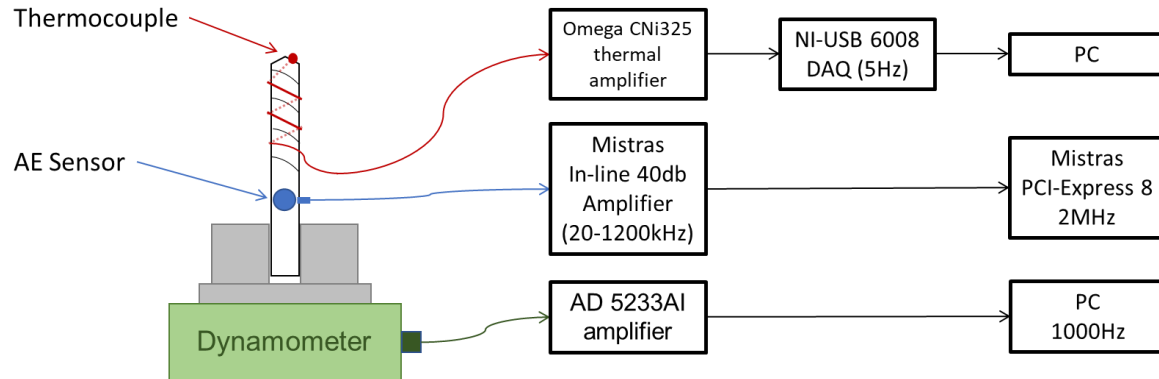 Thermocouple
AE Sensor
Dynamometer
Omega CNi325
thermal
amplifier
NI-USB 6008
DAQ (5Hz)
PC
Mistras
In-line 40db
Amplifier
(20-1200kHz)
Mistras
PCI-Express 8
2MHz
AD 5233AI
amplifier
PC
1000Hz